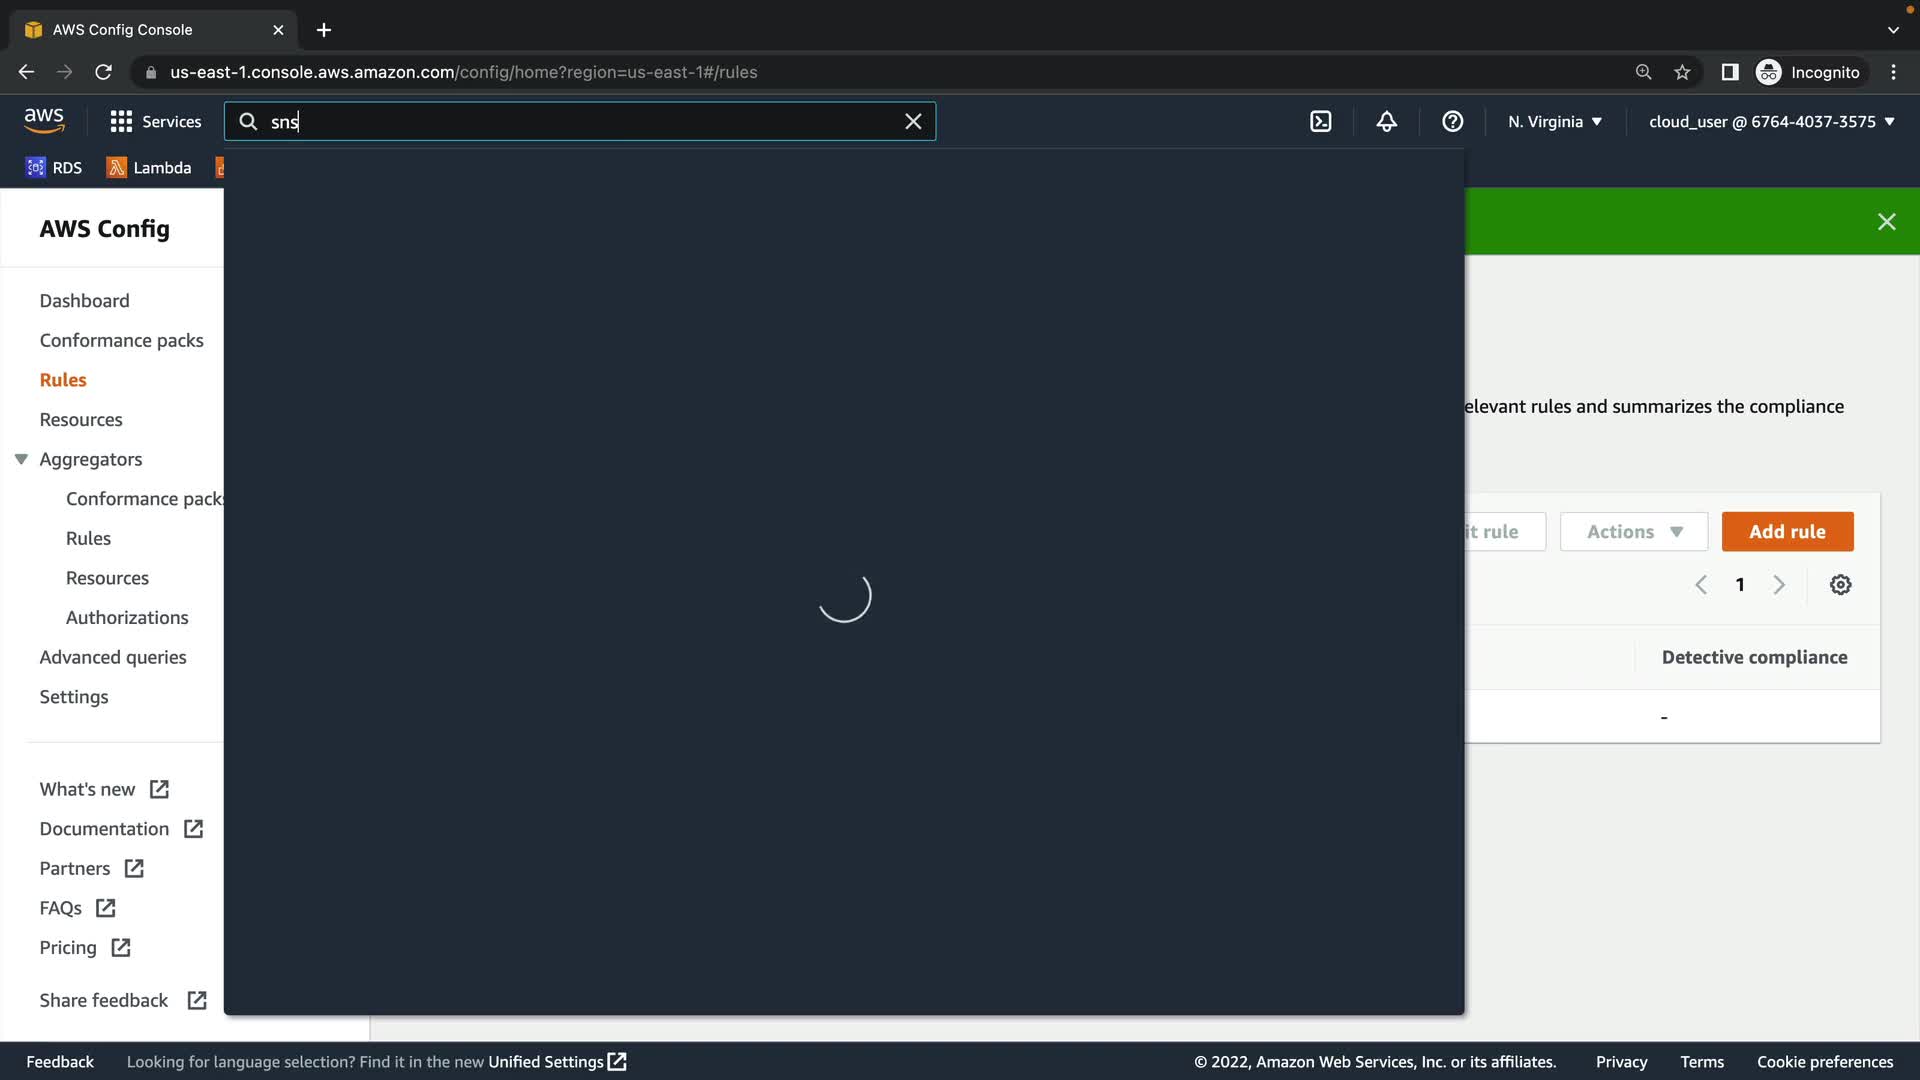 AWS Config Console
us-east-1.console.aws.amazon.com/config/home?region=us-east-1#/rules
Incognito
aws
Services
sns
N. Virginia
cloud_user @ 6764-4037-3575
RDS
Lambda
AWS Config
Dashboard
Conformance packs
Rules
Resources
Aggregators
Conformance packs
Rules
Resources
Authorizations
Advanced queries
Settings
What's new
Documentation
Partners
FAQs
Pricing
Share feedback
elevant rules and summarizes the compliance
it rule
Actions
Add rule
1
Detective compliance
-
Feedback
Looking for language selection? Find it in the new Unified Settings
© 2022, Amazon Web Services, Inc. or its affiliates.
Privacy
Terms
Cookie preferences